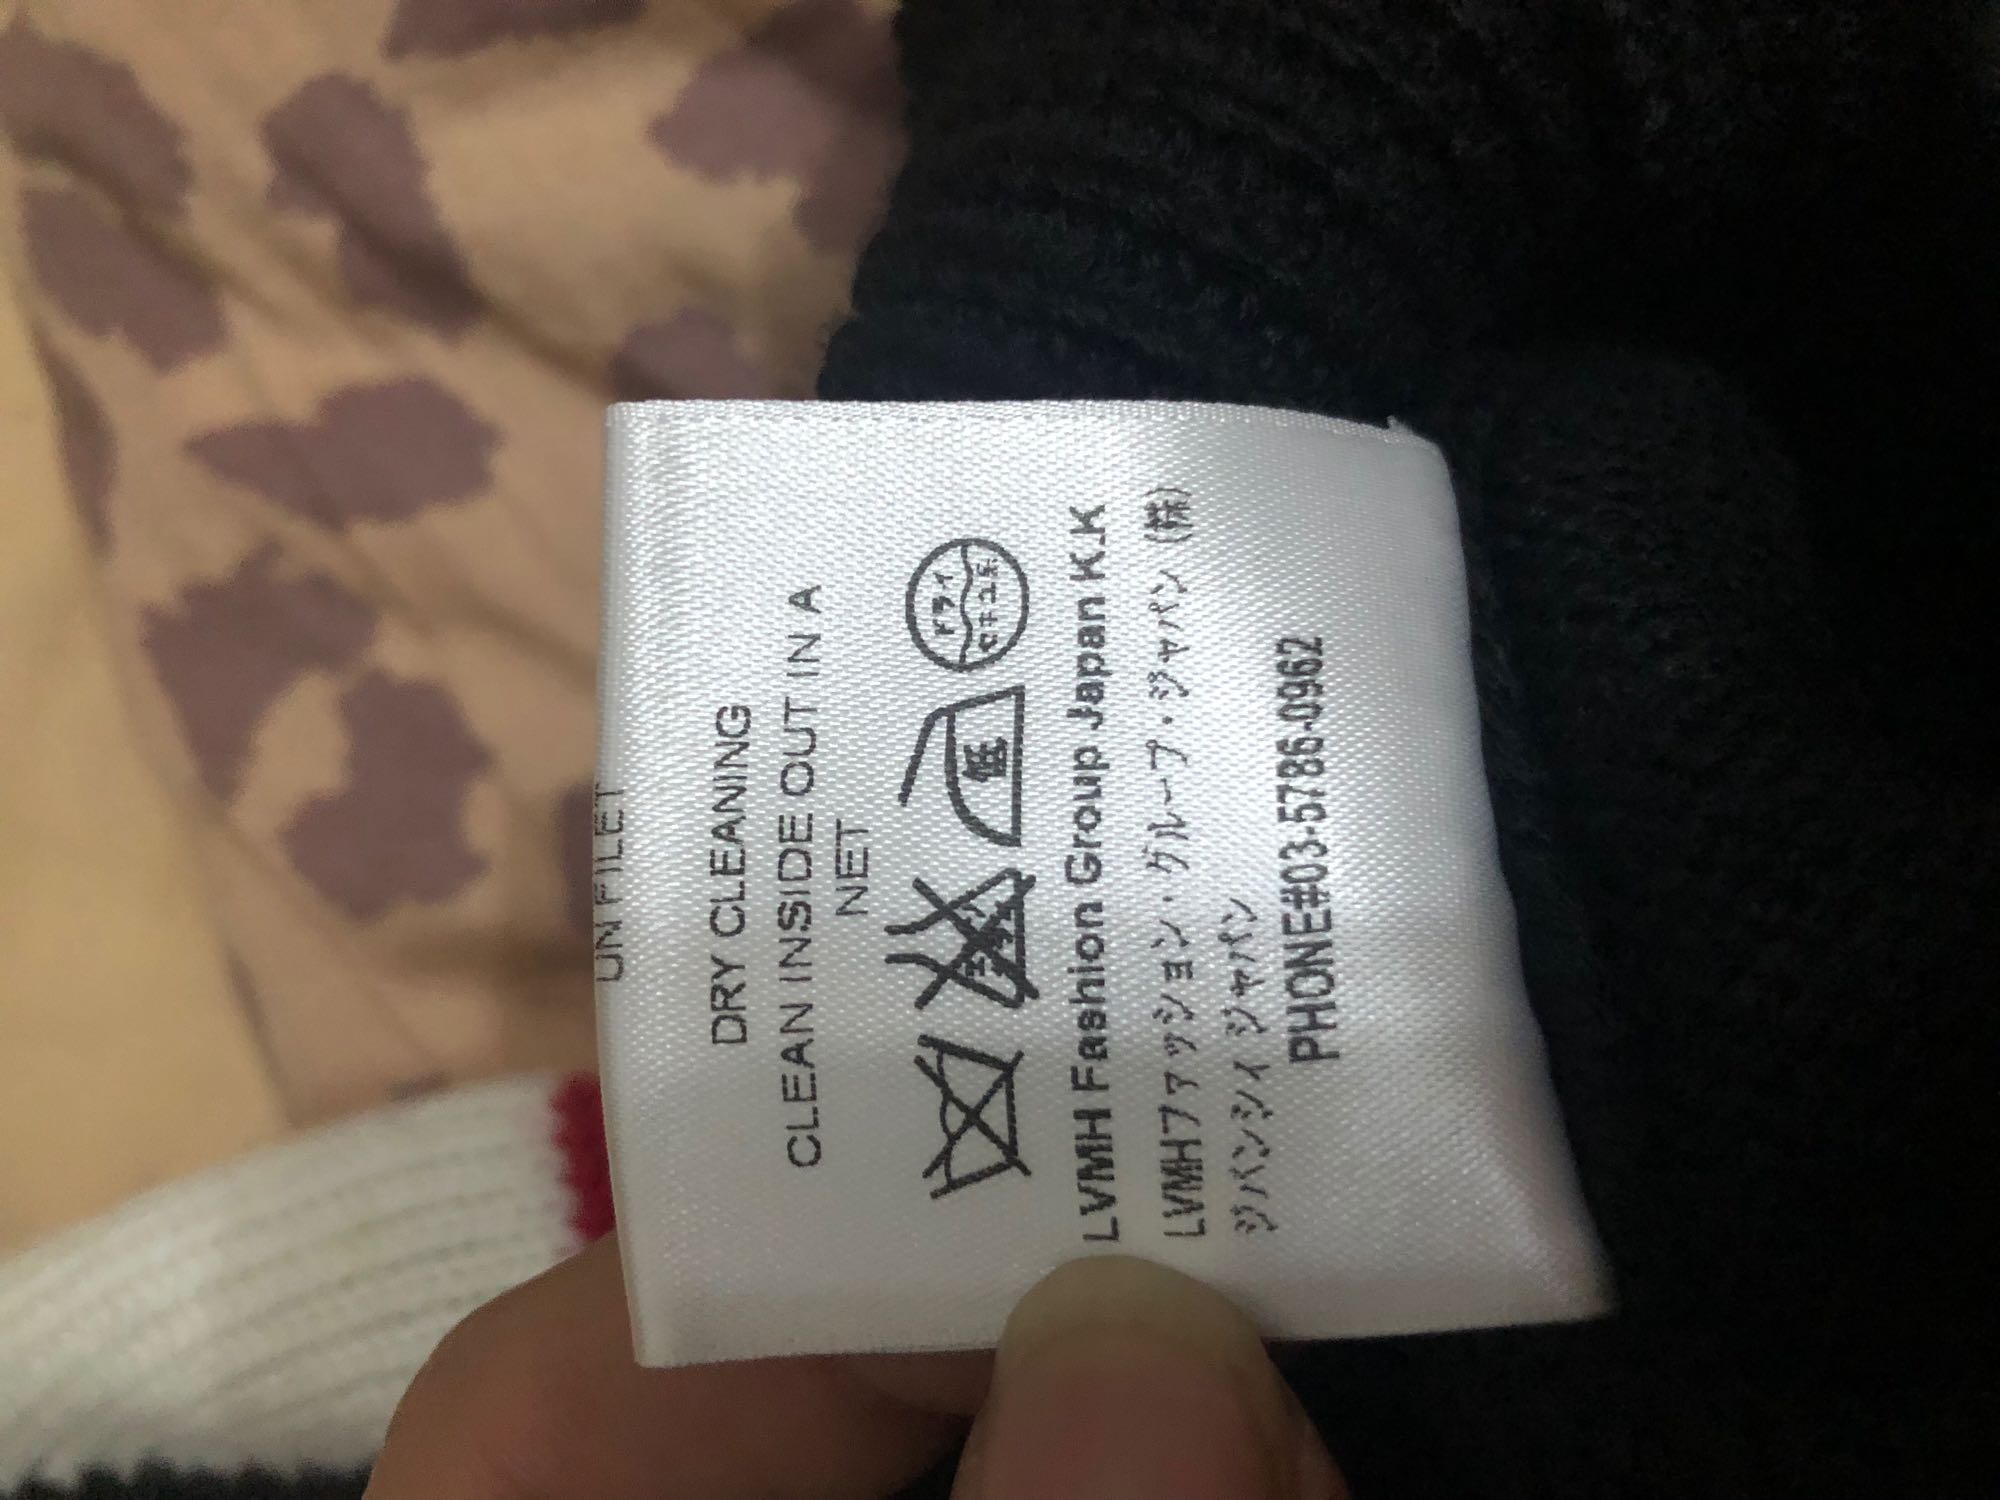 UN FILET
DRY CLEANING
CLEAN INSIDE OUT IN A
NET
低
ドライ
セキユ系
LVMH Fashion Group Japan K.K
LVMHファッション・グループ・ジャパン (株)
ジバンシィ ジャパン
PHONE#03-5786-0962